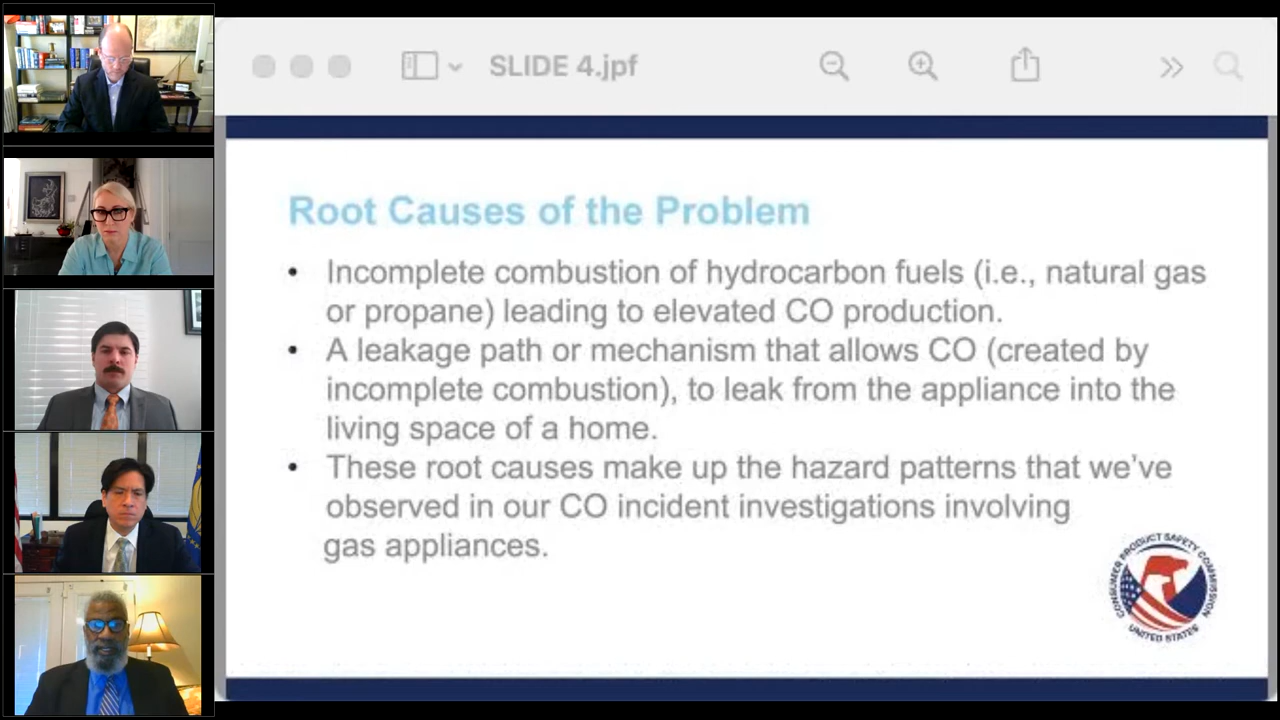 SLIDE 4.jpf
Root Causes of the Problem
• Incomplete combustion of hydrocarbon fuels (i.e., natural gas
or propane) leading to elevated CO production.
• A leakage path or mechanism that allows CO (created by
incomplete combustion), to leak from the appliance into the
living space of a home.
• These root causes make up the hazard patterns that we’ve
observed in our CO incident investigations involving
gas appliances.
CONSUMER PRODUCT SAFETY COMMISSION
UNITED STATES